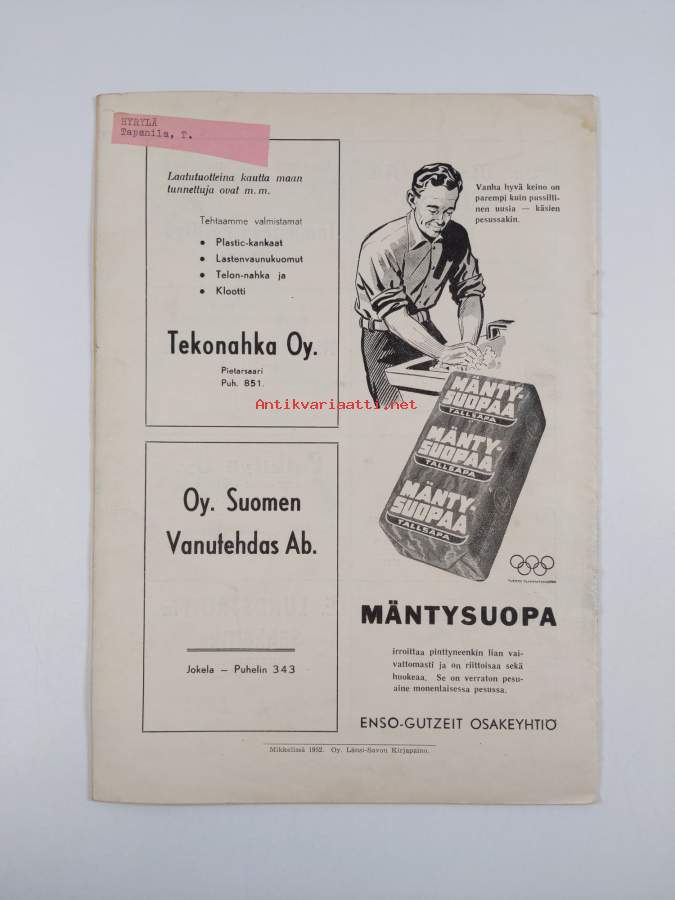 HYRYLÄ
Tapanila, T.
Laatutuotteina kautta maan
tunnettuja ovat m.m.
Tehtaamme valmistamat
• Plastic-kankaat
• Lastenvaunukuomut
• Telon-nahka ja
• Klootti
Tekonahka Oy.
Pietarsaari
Puh. 851.
Oy. Suomen
Vanutehdas Ab.
Jokela — Puhelin 343
Vanha hyvä keino on
parempi kuin pussilli-
nen uusia — käsien
pesussakin.
MÄNTY-
SUOPAA
TALLSÅPA
MÄNTY-
SUOPAA
TALLSÅPA
MÄNTY-
SUOPAA
TALLSÅPA
MÄNTYSUOPA
irroittaa pinttyneenkin lian vai-
vattomasti ja on riittoisaa sekä
huokeaa. Se on verraton pesu-
aine monenlaisessa pesussa.
ENSO-GUTZEIT OSAKEYHTIÖ
Mikkelissä 1952. Oy. Länsi-Savon Kirjapaino.
Antikvariaatti.net